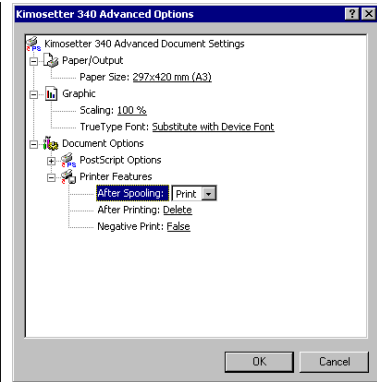 Kimosetter 340 Advanced Options
Kimosetter 340 Advanced Document Settings
Paper/Output
Paper Size: 297x420 mm (A3)
Graphic
Scaling: 100 %
TrueType Font: Substitute with Device Font
Document Options
PostScript Options
Printer Features
After Spooling: Print
After Printing: Delete
Negative Print: False
OK Cancel